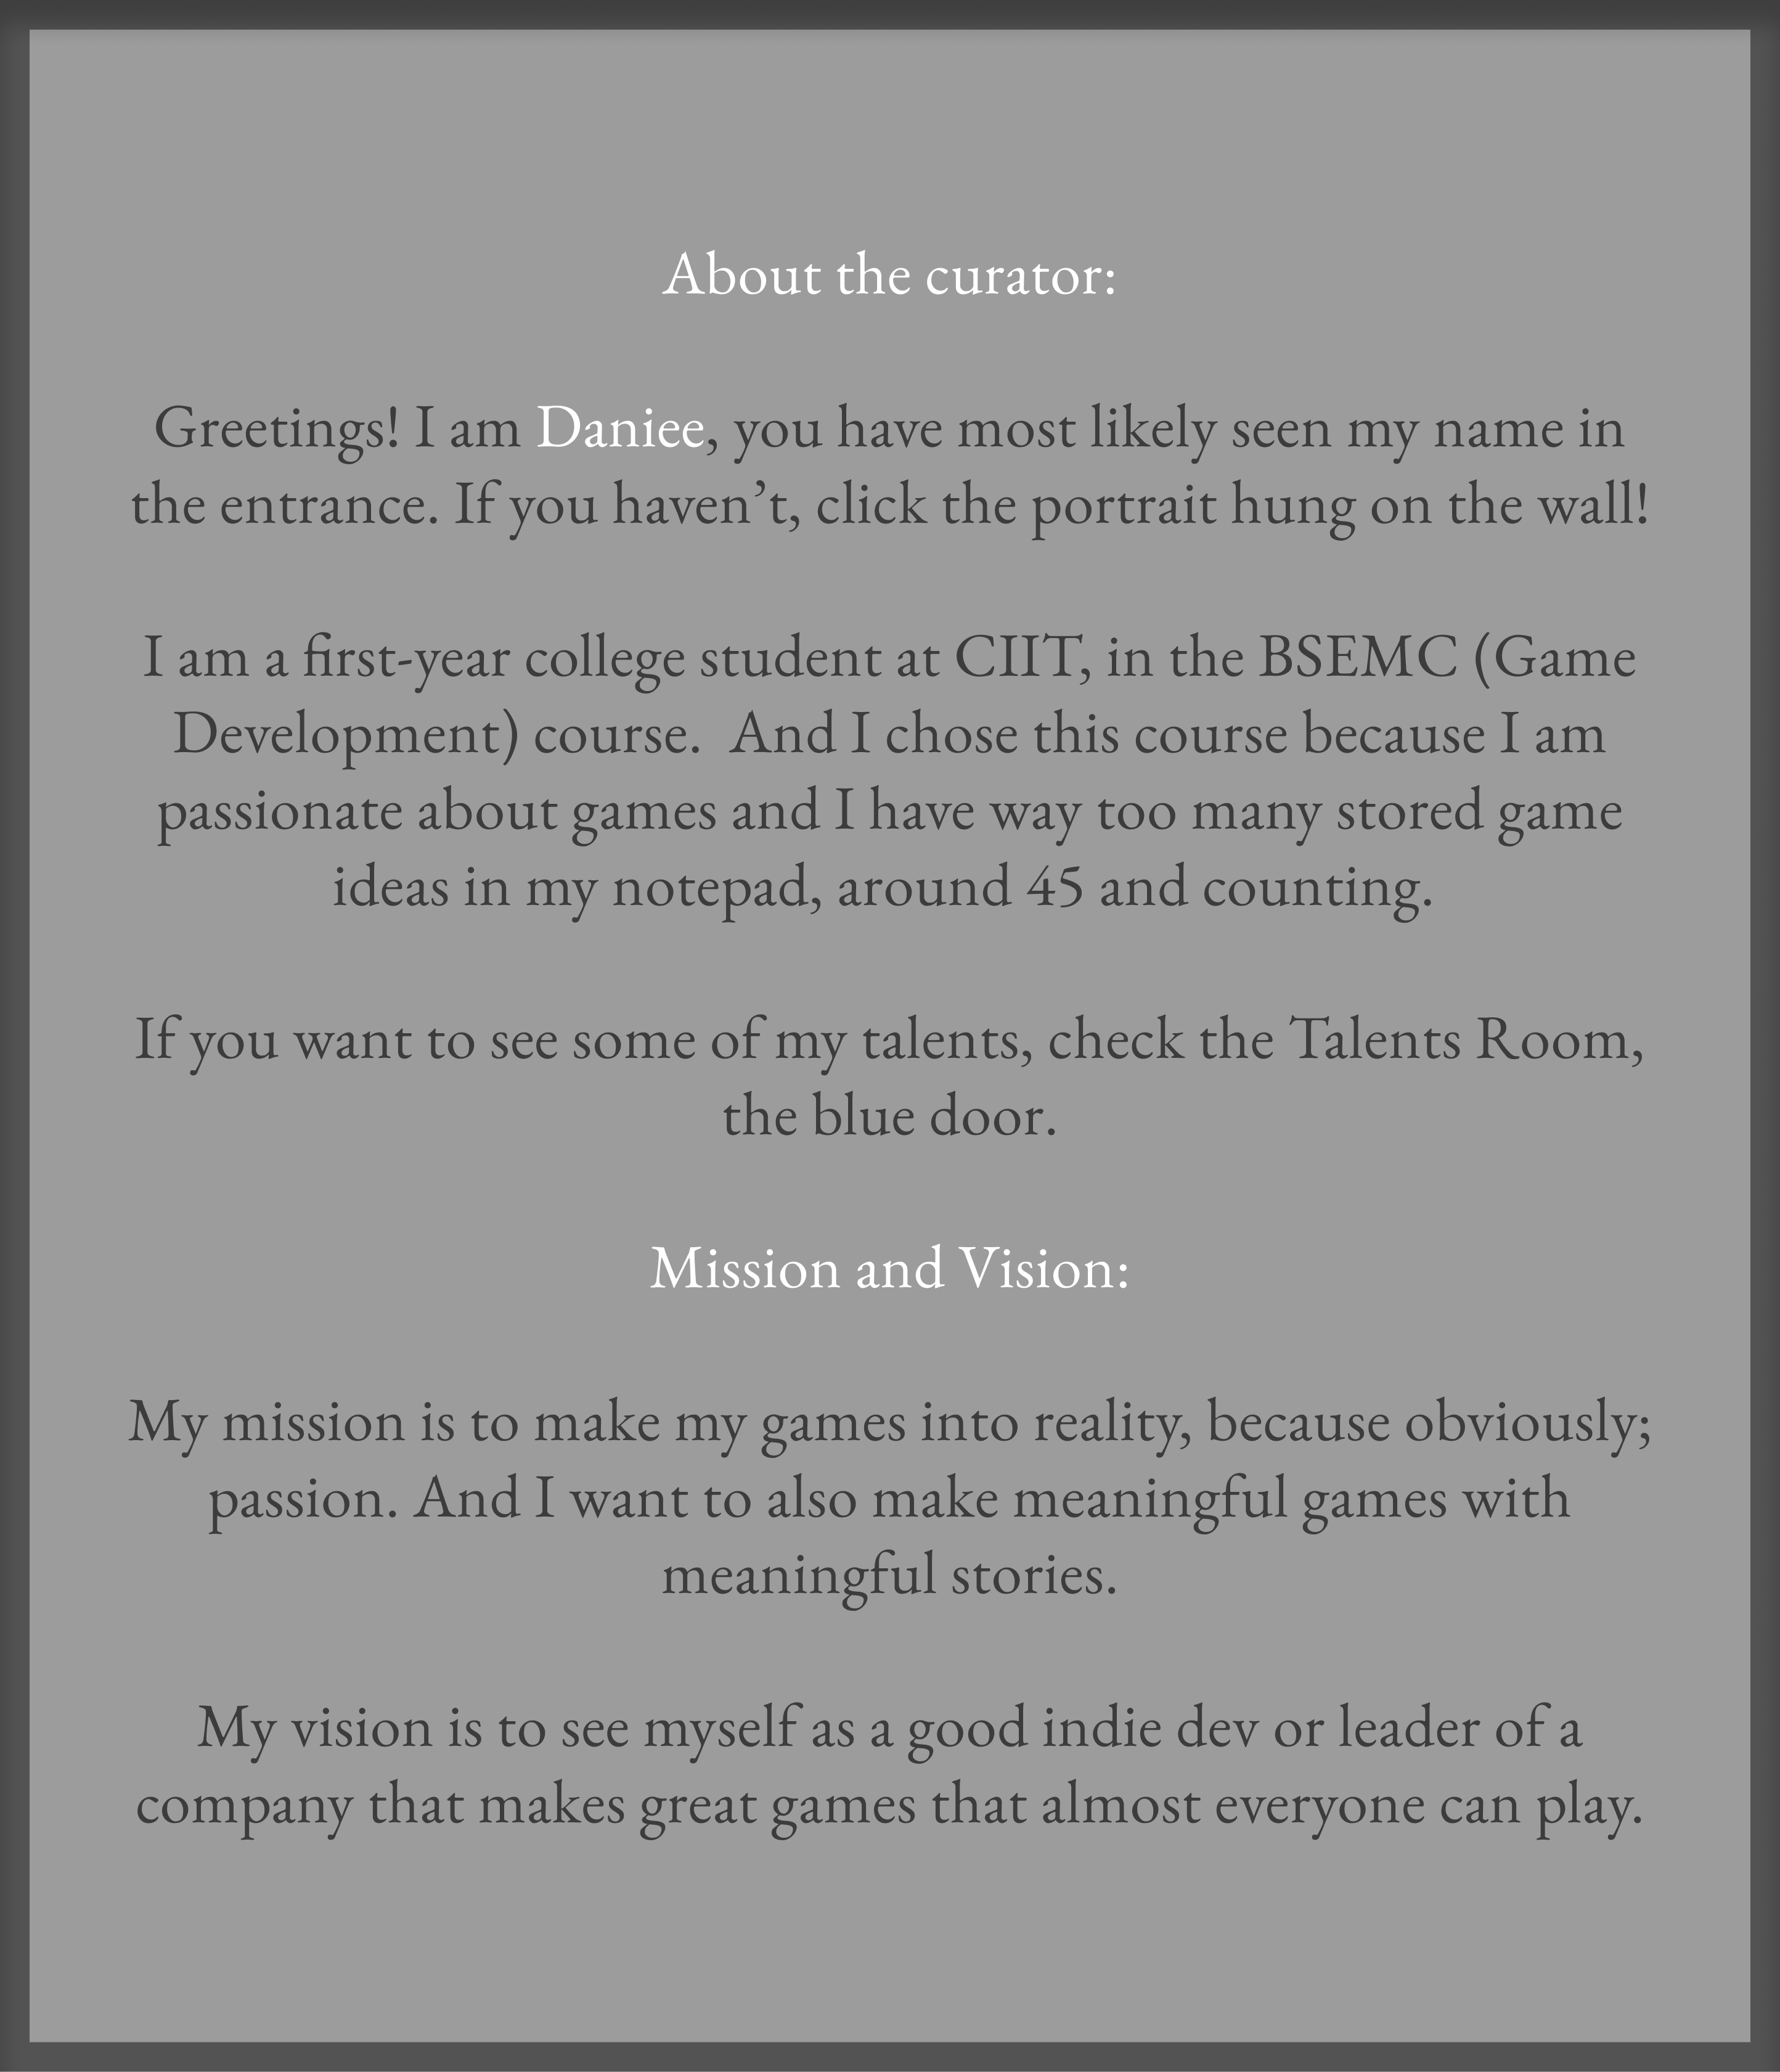 About the curator:
Greetings! I am Daniec, you have most likely seen my name in
the entrance. If you haven't, click the portrait hung on the wall!
I am a first-year college student at CIIT, in the BSEMC (Game
Development) course.  And I chose this course because I am
passionate about games and I have way too many stored game
ideas in my notepad, around 45 and counting.
If you want to see some of my talents, check the Talents Room,
the blue door.
Mission and Vision:
My mission is to make my games into reality, because obviously;
passion. And I want to also make meaningful games with
meaningful stories.
My vision is to see myself as a good indie dev or leader of a
company that makes great games that almost everyone can play.